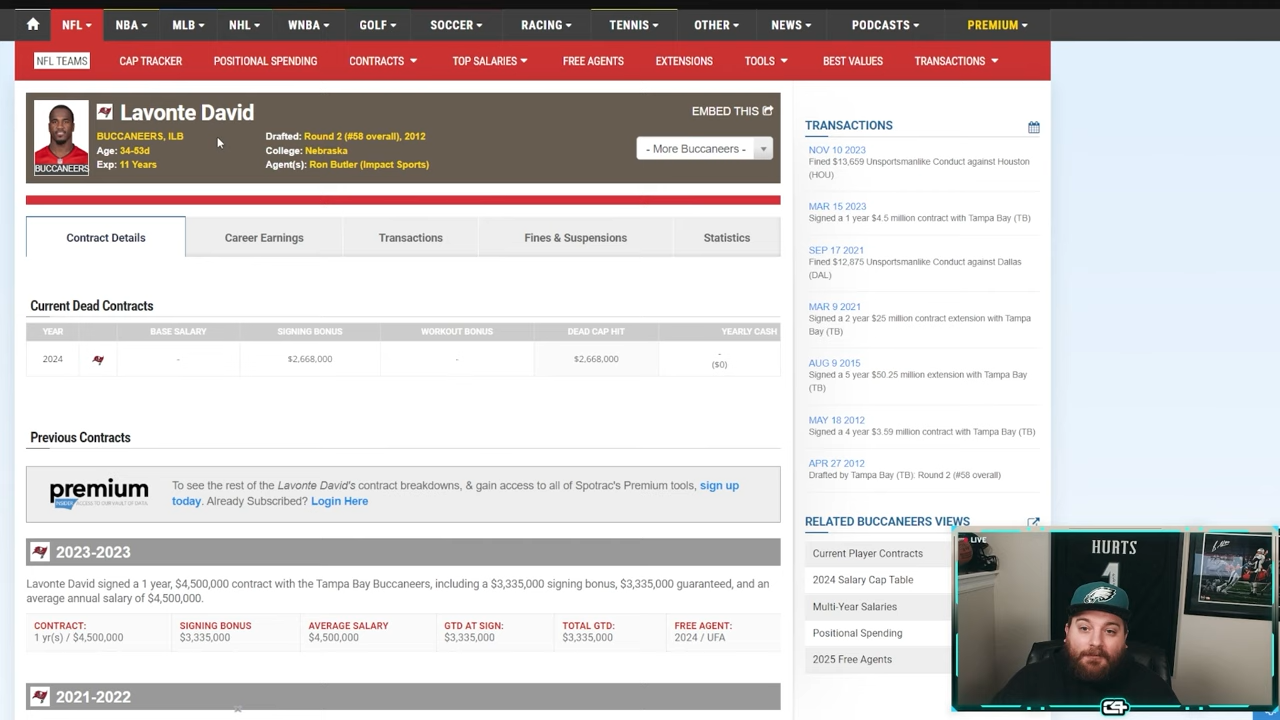 NFL
NBA
MLB
NHL
WNBA
GOLF
SOCCER
RACING
TENNIS
OTHER
NEWS
PODCASTS
PREMIUM
NFL TEAMS
CAP TRACKER
POSITIONAL SPENDING
CONTRACTS
TOP SALARIES
FREE AGENTS
EXTENSIONS
TOOLS
BEST VALUES
TRANSACTIONS
Lavonte David
BUCCANEERS, ILB
Age: 34-53d
Exp: 11 Years
Drafted: Round 2 (#58 overall), 2012
College: Nebraska
Agent(s): Ron Butler (Impact Sports)
BUCCANEERS
EMBED THIS
- More Buccaneers -
Contract Details
Career Earnings
Transactions
Fines & Suspensions
Statistics
Current Dead Contracts
YEAR BASE SALARY SIGNING BONUS WORKOUT BONUS DEAD CAP HIT YEARLY CASH
2024 - $2,668,000 - $2,668,000 -
($0)
Previous Contracts
premium
To see the rest of the Lavonte David's contract breakdowns, & gain access to all of Spotrac's Premium tools, sign up
today. Already Subscribed? Login Here
2023-2023
Lavonte David signed a 1 year, $4,500,000 contract with the Tampa Bay Buccaneers, including a $3,335,000 signing bonus, $3,335,000 guaranteed, and an
average annual salary of $4,500,000.
CONTRACT: SIGNING BONUS AVERAGE SALARY GTD AT SIGN: TOTAL GTD: FREE AGENT:
1 yr(s) / $4,500,000 $3,335,000 $4,500,000 $3,335,000 $3,335,000 2024 / UFA
2021-2022
TRANSACTIONS
NOV 10 2023
Fined $13,659 Unsportsmanlike Conduct against Houston
(HOU)
MAR 15 2023
Signed a 1 year $4.5 million contract with Tampa Bay (TB)
SEP 17 2021
Fined $12,875 Unsportsmanlike Conduct against Dallas
(DAL)
MAR 9 2021
Signed a 2 year $25 million contract extension with Tampa
Bay (TB)
AUG 9 2015
Signed a 5 year $50.25 million extension with Tampa Bay
(TB)
MAY 18 2012
Signed a 4 year $3.59 million contract with Tampa Bay (TB)
APR 27 2012
Drafted by Tampa Bay (TB): Round 2 (#58 overall)
RELATED BUCCANEERS VIEWS
Current Player Contracts
2024 Salary Cap Table
Multi-Year Salaries
Positional Spending
2025 Free Agents
LIVE
HURTS